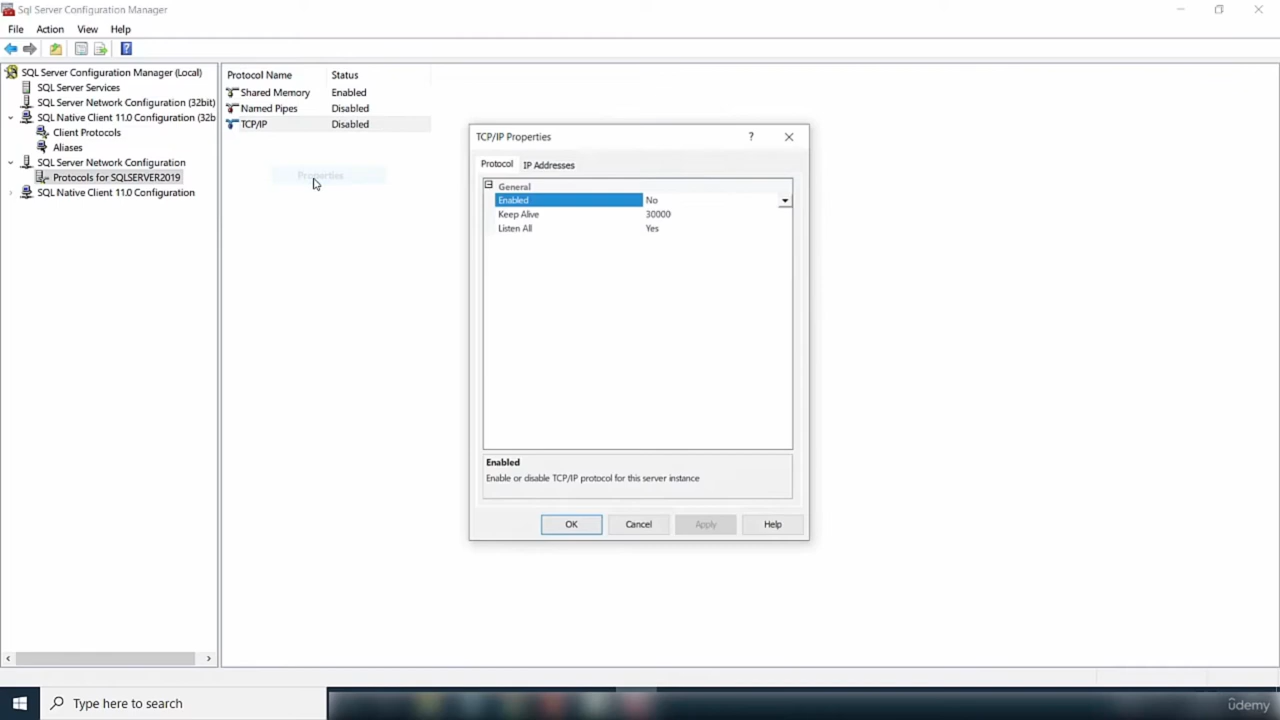 Sql Server Configuration Manager
File Action View Help
SQL Server Configuration Manager (Local)
SQL Server Services
SQL Server Network Configuration (32bit)
SQL Native Client 11.0 Configuration (32b
Client Protocols
Aliases
SQL Server Network Configuration
Protocols for SQLSERVER2019
SQL Native Client 11.0 Configuration
Protocol Name Status
Shared Memory Enabled
Named Pipes Disabled
TCP/IP Disabled
Properties
TCP/IP Properties
Protocol IP Addresses
General
Enabled No
Keep Alive 30000
Listen All Yes
Enabled
Enable or disable TCP/IP protocol for this server instance
OK Cancel Apply Help
Type here to search
ûdemy